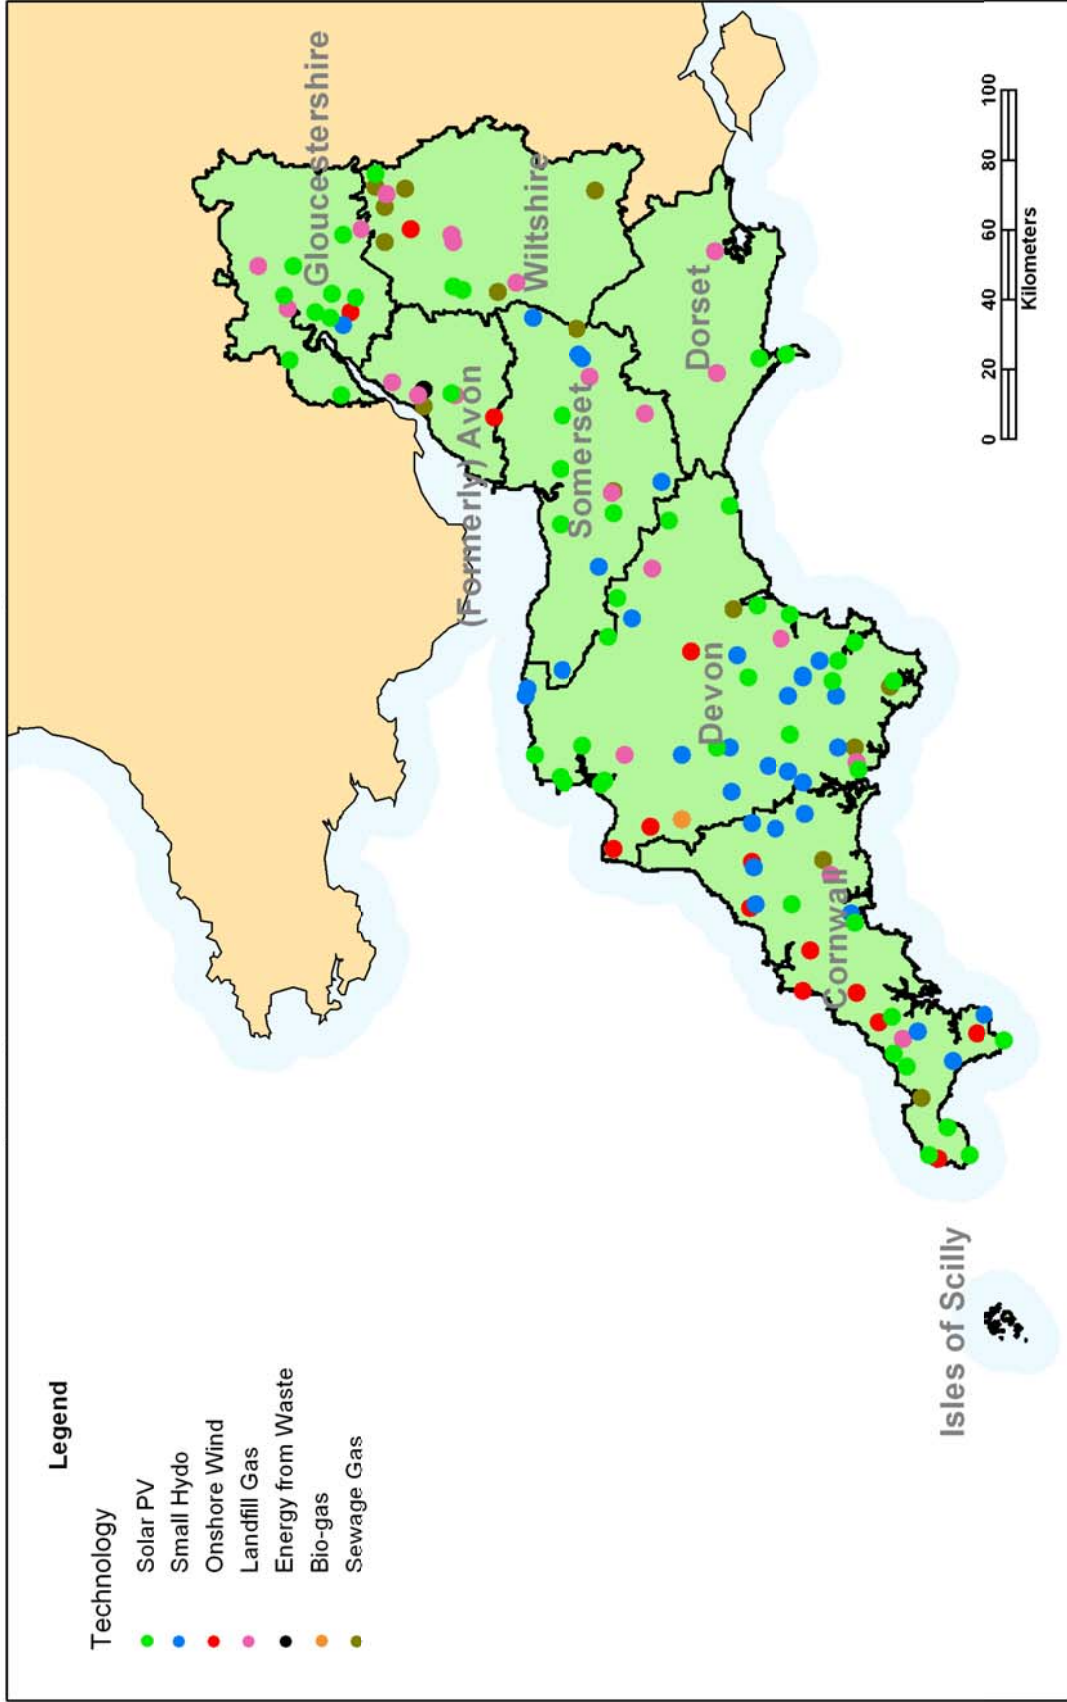 Legend
Technology
Solar PV
Small Hydo
Onshore Wind
Landfill Gas
Energy from Waste
Bio-gas
Sewage Gas
Isles of Scilly
Cornwall
Devon
Somerset
(Formerly) Avon
Dorset
Wiltshire
Gloucestershire
0 20 40 60 80 100
Kilometers